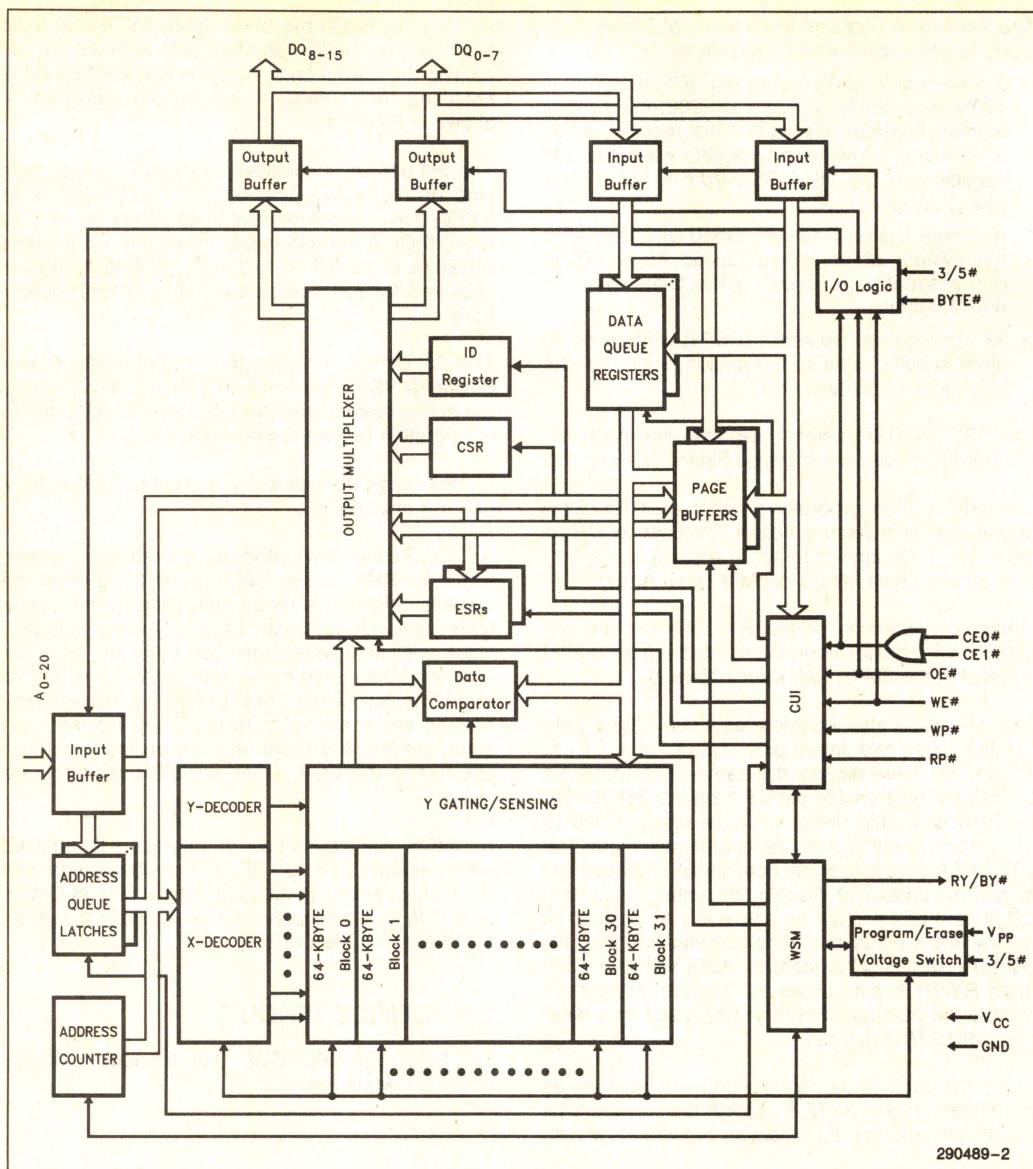 DQ8-15
DQ0-7
Output
Buffer
Output
Buffer
Input
Buffer
Input
Buffer
I/O Logic
3/5#
BYTE#
OUTPUT MULTIPLEXER
ID
Register
CSR
ESRs
DATA
QUEUE
REGISTERS
PAGE
BUFFERS
CUI
CE0#
CE1#
OE#
WE#
WP#
RP#
A0-20
Input
Buffer
Data
Comparator
ADDRESS
QUEUE
LATCHES
ADDRESS
COUNTER
Y-DECODER
X-DECODER
Y GATING/SENSING
64-KBYTE
Block 0
64-KBYTE
Block 1
64-KBYTE
Block 30
64-KBYTE
Block 31
WSM
RY/BY#
Program/Erase
Voltage Switch
VPP
3/5#
VCC
GND
290489-2